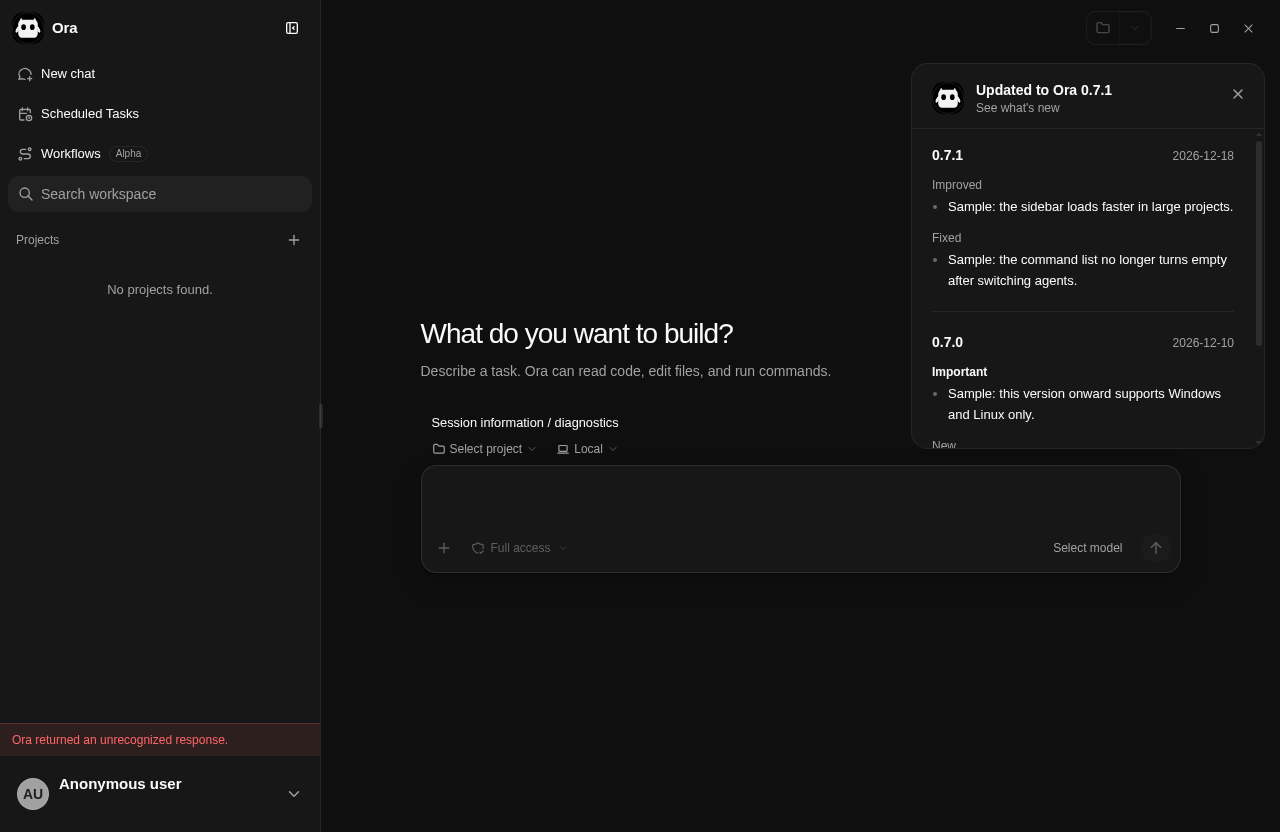 Ora
New chat
Scheduled Tasks
Workflows Alpha
Search workspace
Projects
No projects found.
Ora returned an unrecognized response.
AU Anonymous user
What do you want to build?
Describe a task. Ora can read code, edit files, and run commands.
Session information / diagnostics
Select project Local
Full access Select model
Updated to Ora 0.7.1
See what's new
0.7.1 2026-12-18
Improved
Sample: the sidebar loads faster in large projects.
Fixed
Sample: the command list no longer turns empty
after switching agents.
0.7.0 2026-12-10
Important
Sample: this version onward supports Windows
and Linux only.
New